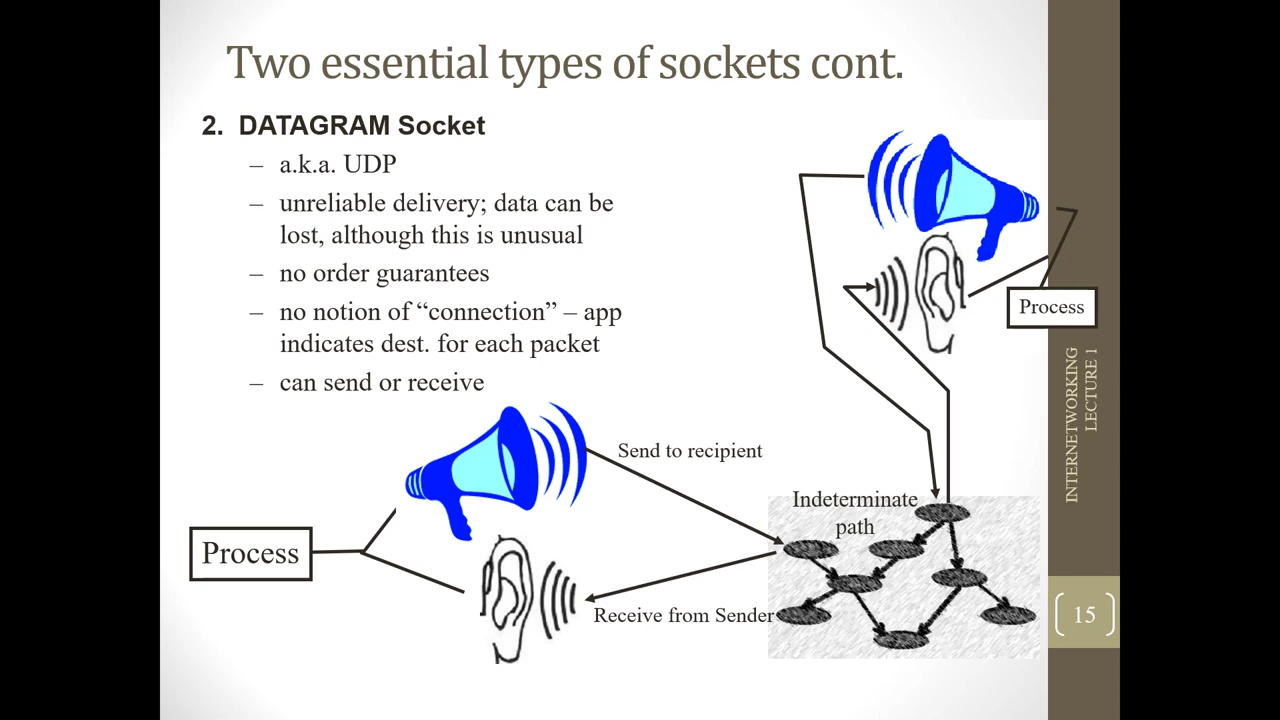 Two essential types of sockets cont.
2. DATAGRAM Socket
– a.k.a. UDP
– unreliable delivery; data can be
lost, although this is unusual
– no order guarantees
– no notion of “connection” – app
indicates dest. for each packet
– can send or receive
Process
Send to recipient
Indeterminate
path
Process
Receive from Sender
INTERNETWORKING
LECTURE 1
15